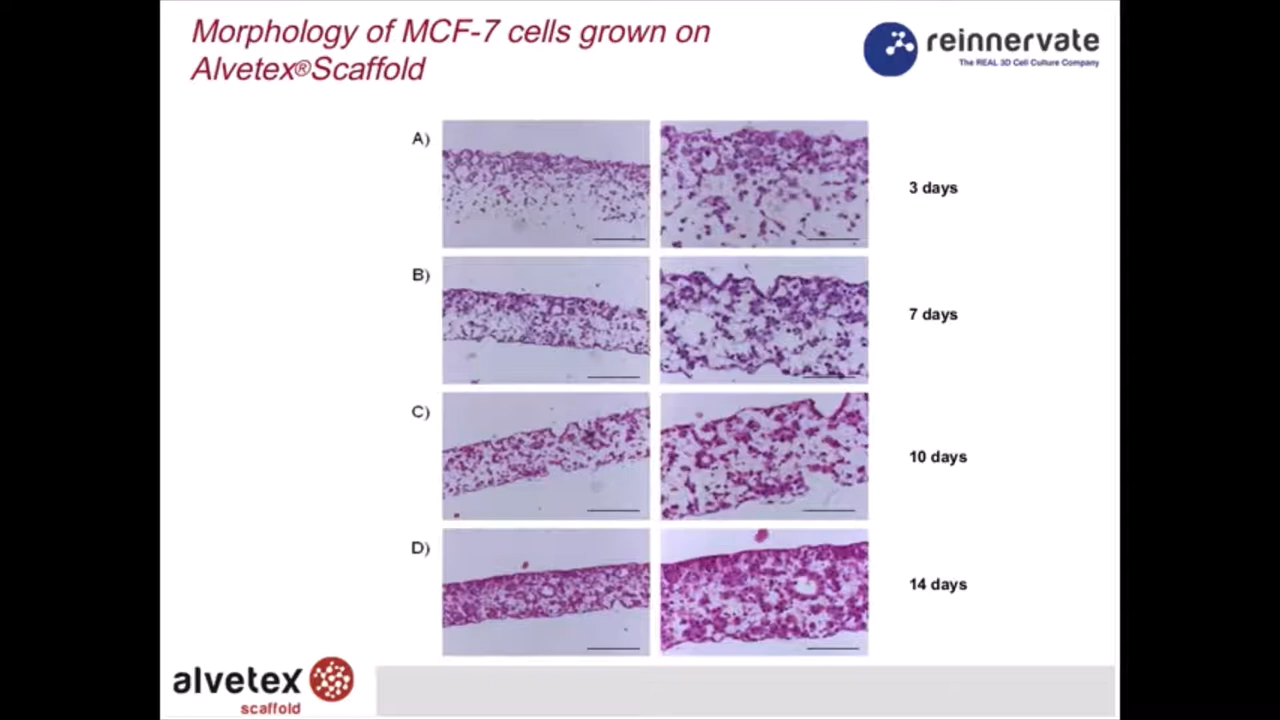 Morphology of MCF-7 cells grown on
Alvetex®Scaffold
reinnervate
The REAL 3D Cell Culture Company
A)
3 days
B)
7 days
C)
10 days
D)
14 days
alvetex
scaffold